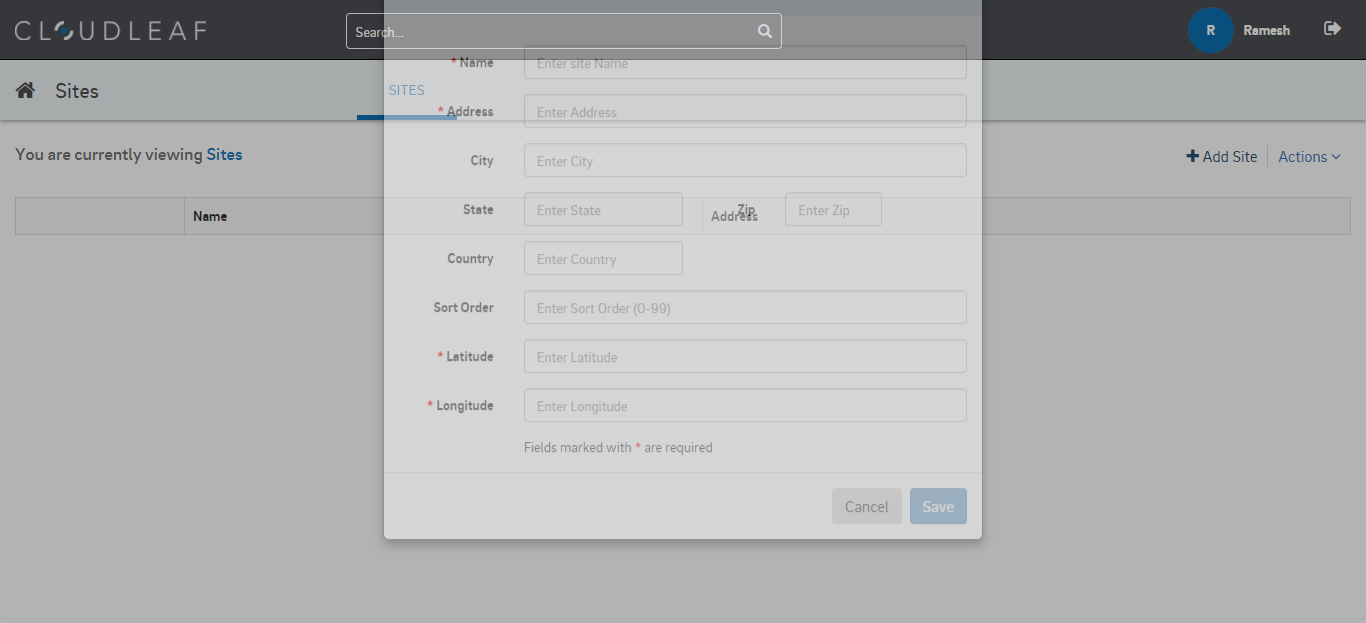 CLOUDLEAF
Search...
R Ramesh
* Name Enter site Name
Sites
SITES
* Address Enter Address
You are currently viewing Sites
City Enter City
Add Site Actions
Name
Address
State Enter State Zip Enter Zip
Country Enter Country
Sort Order Enter Sort Order (0-99)
* Latitude Enter Latitude
* Longitude Enter Longitude
Fields marked with * are required
Cancel Save